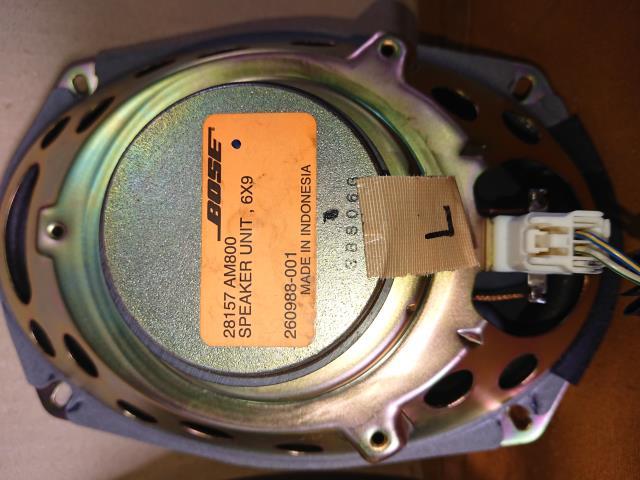 BOSE
28157 AM800
SPEAKER UNIT , 6X9
260988-001
MADE IN INDONESIA
L